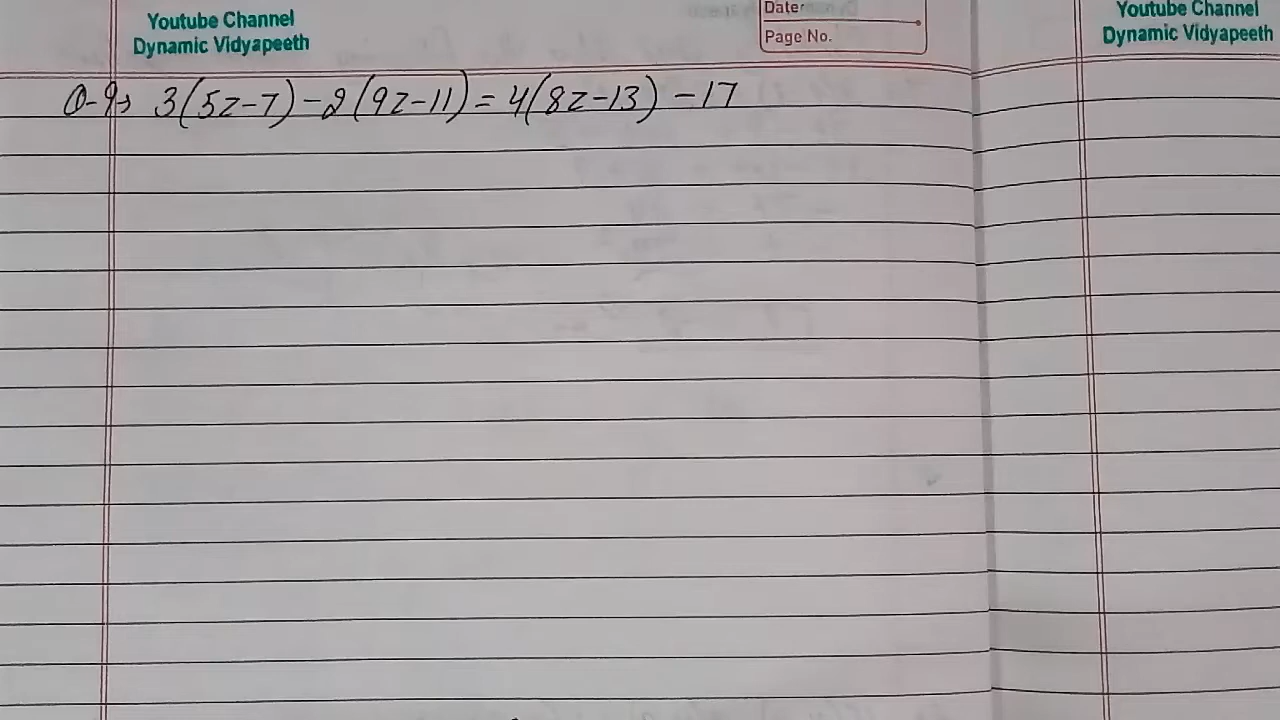 Youtube Channel
Dynamic Vidyapeeth
Date
Page No.
Youtube Channel
Dynamic Vidyapeeth
Q-9→ 3(5z-7)-2(9z-11)=4(8z-13)-17